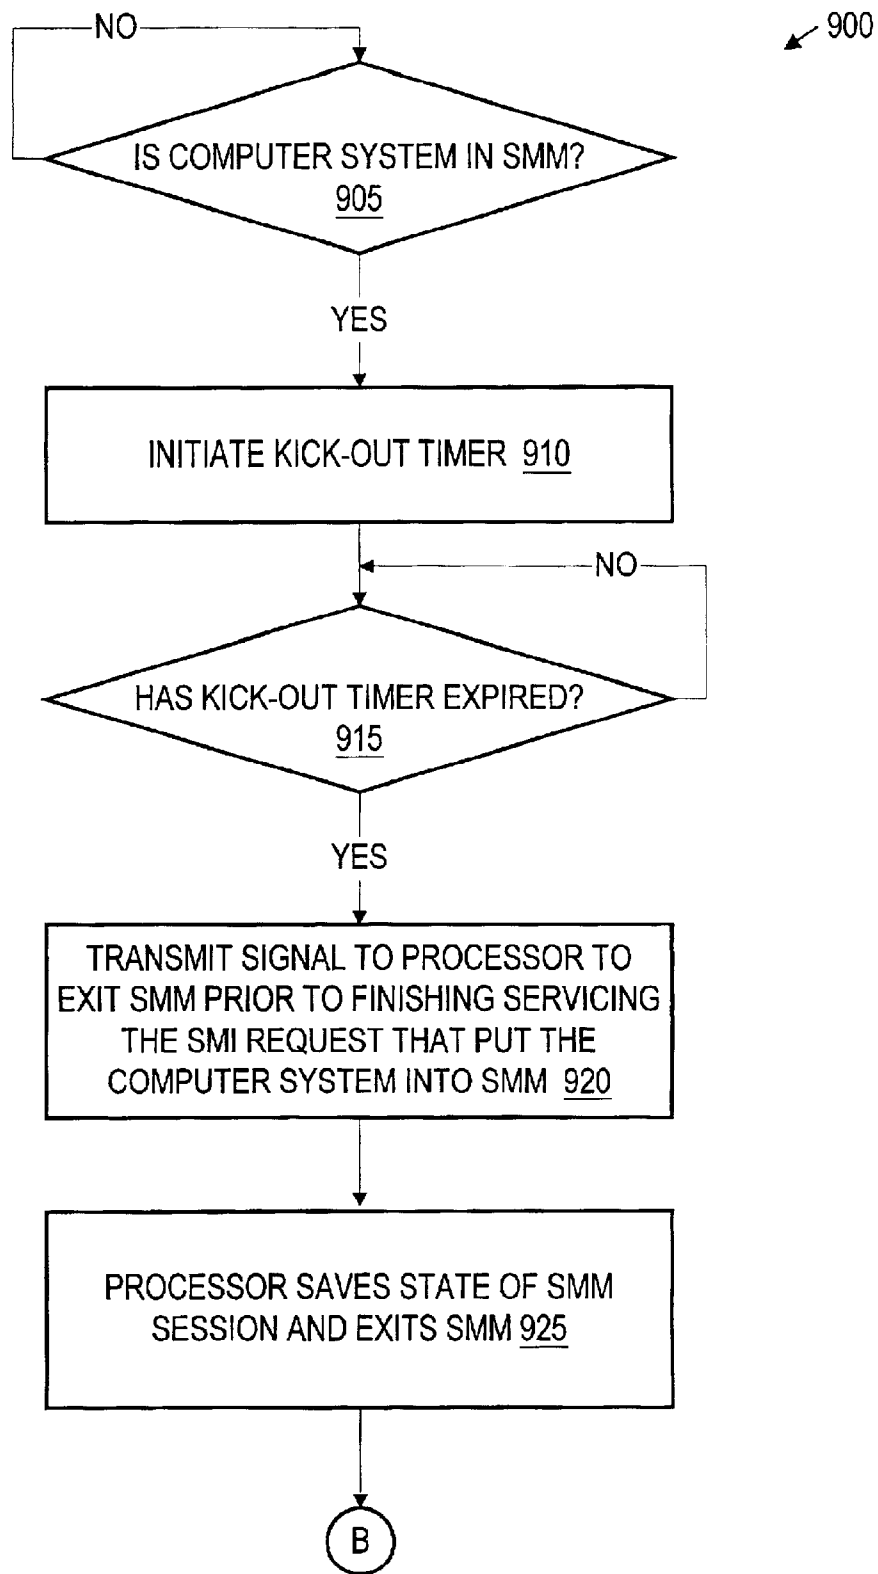 NO
900
IS COMPUTER SYSTEM IN SMM?
905
YES
INITIATE KICK-OUT TIMER 910
NO
HAS KICK-OUT TIMER EXPIRED?
915
YES
TRANSMIT SIGNAL TO PROCESSOR TO
EXIT SMM PRIOR TO FINISHING SERVICING
THE SMI REQUEST THAT PUT THE
COMPUTER SYSTEM INTO SMM 920
PROCESSOR SAVES STATE OF SMM
SESSION AND EXITS SMM 925
B